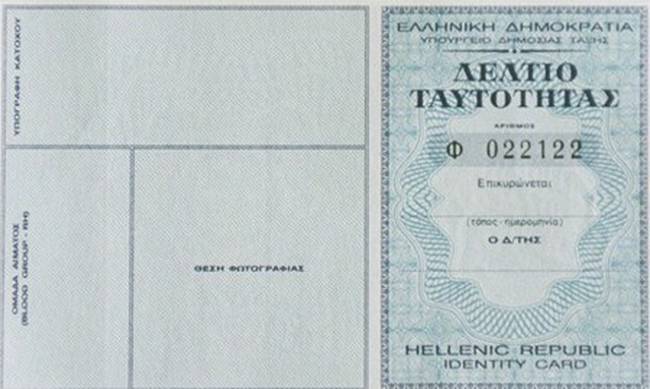 ΥΠΟΓΡΑΦΗ ΚΑΤΟΧΟΥ
ΟΜΑΔΑ ΑΙΜΑΤΟΣ
(BLOOD GROUP - RH)
ΘΕΣΗ ΦΩΤΟΓΡΑΦΙΑΣ
ΕΛΛΗΝΙΚΗ ΔΗΜΟΚΡΑΤΙΑ
ΥΠΟΥΡΓΕΙΟ ΔΗΜΟΣΙΑΣ ΤΑΞΗΣ
ΔΕΛΤΙΟ
ΤΑΥΤΟΤΗΤΑΣ
ΑΡΙΘΜΟΣ
Φ 022122
Επικυρώνεται
(τόπος - ημερομηνία)
Ο Δ/ΤΗΣ
HELLENIC REPUBLIC
IDENTITY CARD